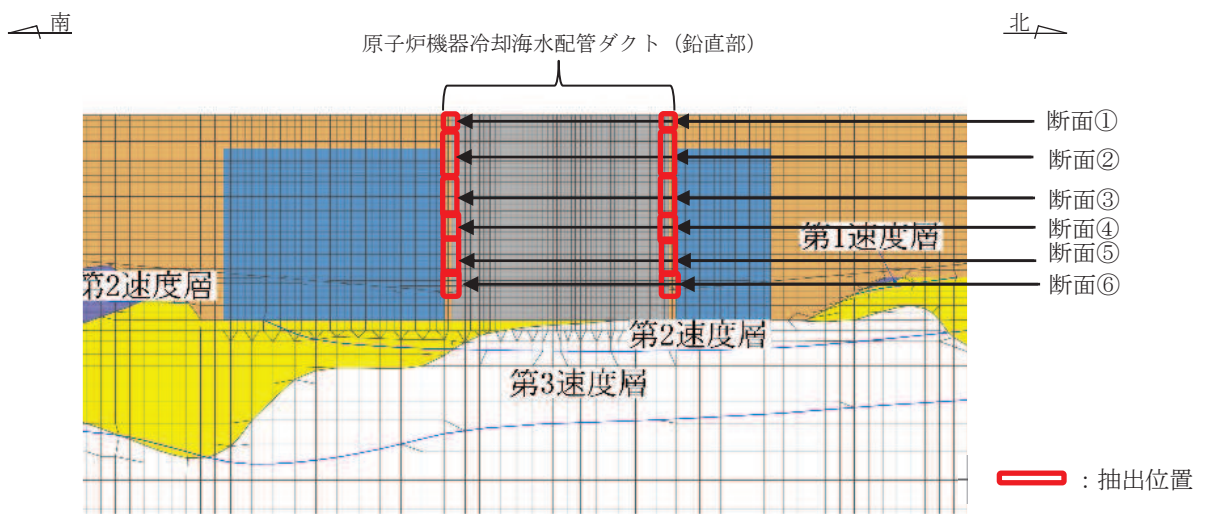 南
北
原子炉機器冷却海水配管ダクト（鉛直部）
断面①
断面②
断面③
断面④
第1速度層
断面⑤
第2速度層
断面⑥
第2速度層
第3速度層
：抽出位置